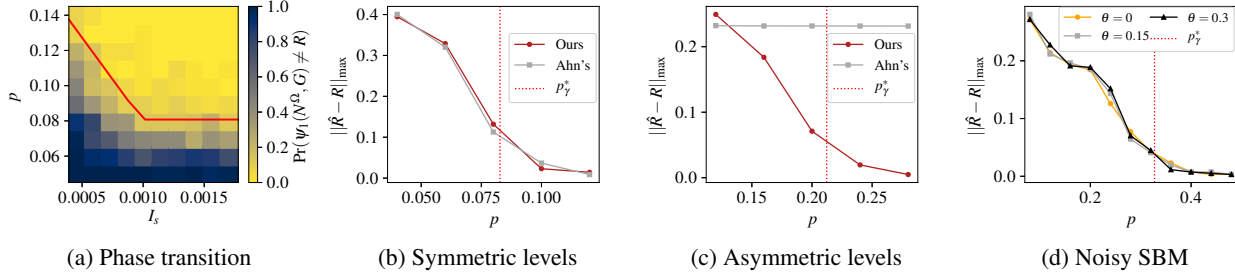 0.14
0.12
0.10
0.08
0.06
p
0.0005 0.0010 0.0015
I_s
1.0
0.8
0.6
0.4
0.2
0.0
Pr(ψ₁(N^Ω, G) ≠ R)
(a) Phase transition
0.4
0.3
0.2
0.1
0.0
||R̂ − R||_max
0.050 0.075 0.100
p
Ours
Ahn's
p*_γ
(b) Symmetric levels
0.2
0.1
0.0
||R̂ − R||_max
0.16 0.20 0.25
p
Ours
Ahn's
p*_γ
(c) Asymmetric levels
0.2
0.1
0.0
||R̂ − R||_max
0.2 0.4
p
θ = 0
θ = 0.15
θ = 0.3
p*_γ
(d) Noisy SBM